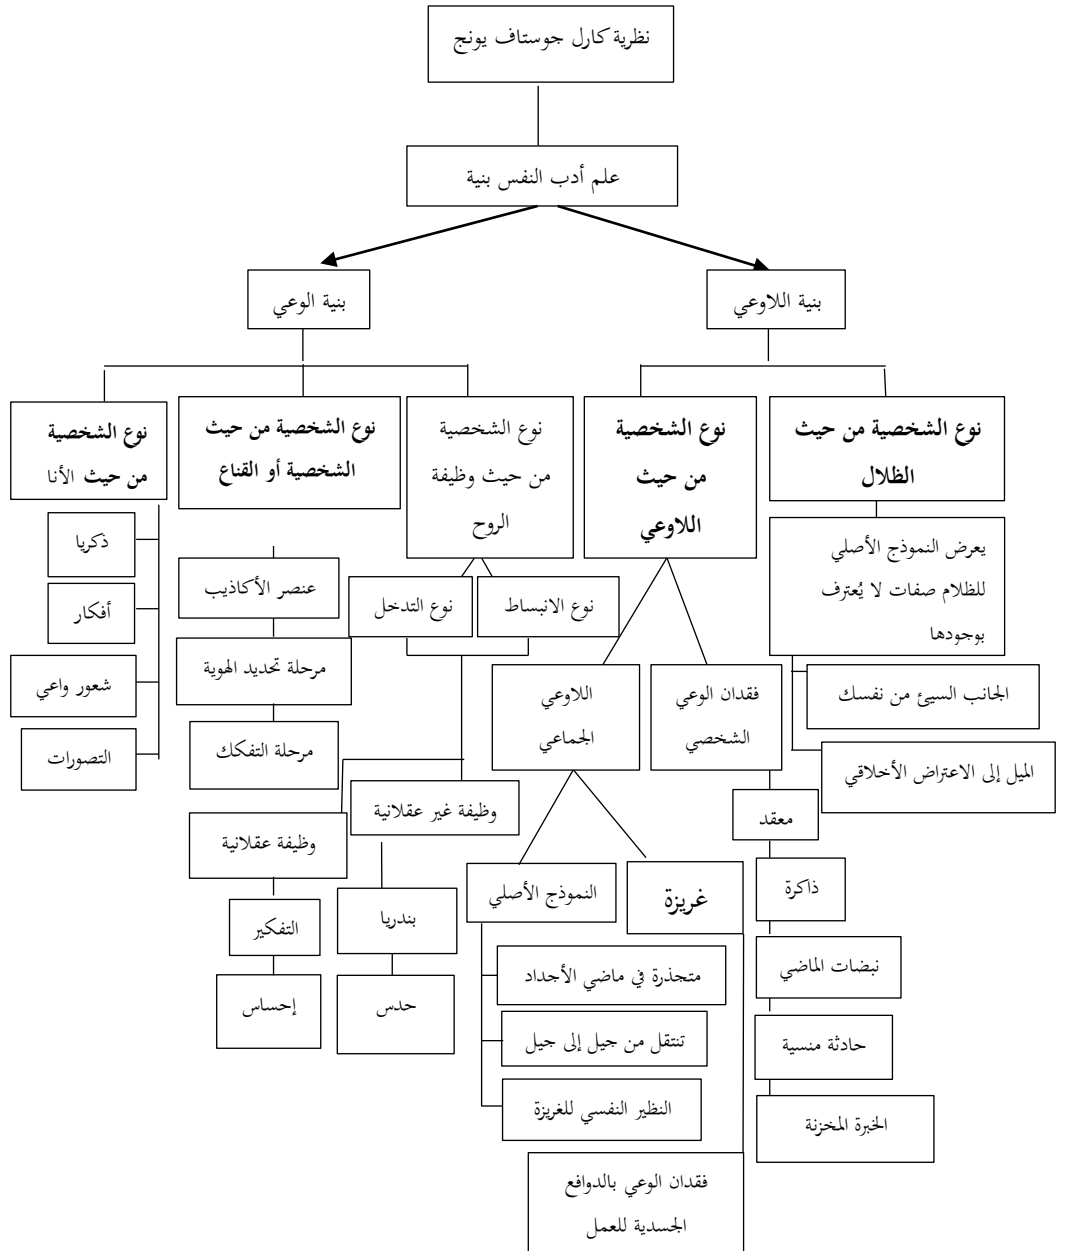 نظرية كارل جوستاف يونج
علم أدب النفس بنية
بنية اللاوعي
بنية الوعي
نوع الشخصية من حيث
الظلال
نوع الشخصية
من حيث
اللاوعي
نوع الشخصية
من حيث وظيفة
الروح
نوع الشخصية من حيث
الشخصية أو القناع
نوع الشخصية
من حيث الأنا
يعرض النموذج الأصلي
للظلام صفات لا يُعترف
بوجودها
الجانب السيئ من نفسك
الميل إلى الاعتراض الأخلاقي
فقدان الوعي
الشخصي
معقد
ذاكرة
نبضات الماضي
حادثة منسية
الخبرة المخزنة
اللاوعي
الجماعي
غريزة
فقدان الوعي بالدوافع
الجسدية للعمل
النموذج الأصلي
متجذرة في ماضي الأجداد
تنتقل من جيل إلى جيل
النظير النفسي للغريزة
نوع الانبساط
نوع التدخل
وظيفة غير عقلانية
بندريا
حدس
وظيفة عقلانية
التفكير
إحساس
عنصر الأكاذيب
مرحلة تحديد الهوية
مرحلة التفكك
ذكريا
أفكار
شعور واعي
التصورات